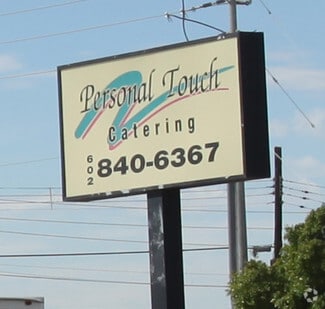 Personal Touch
Catering
602 840-6367